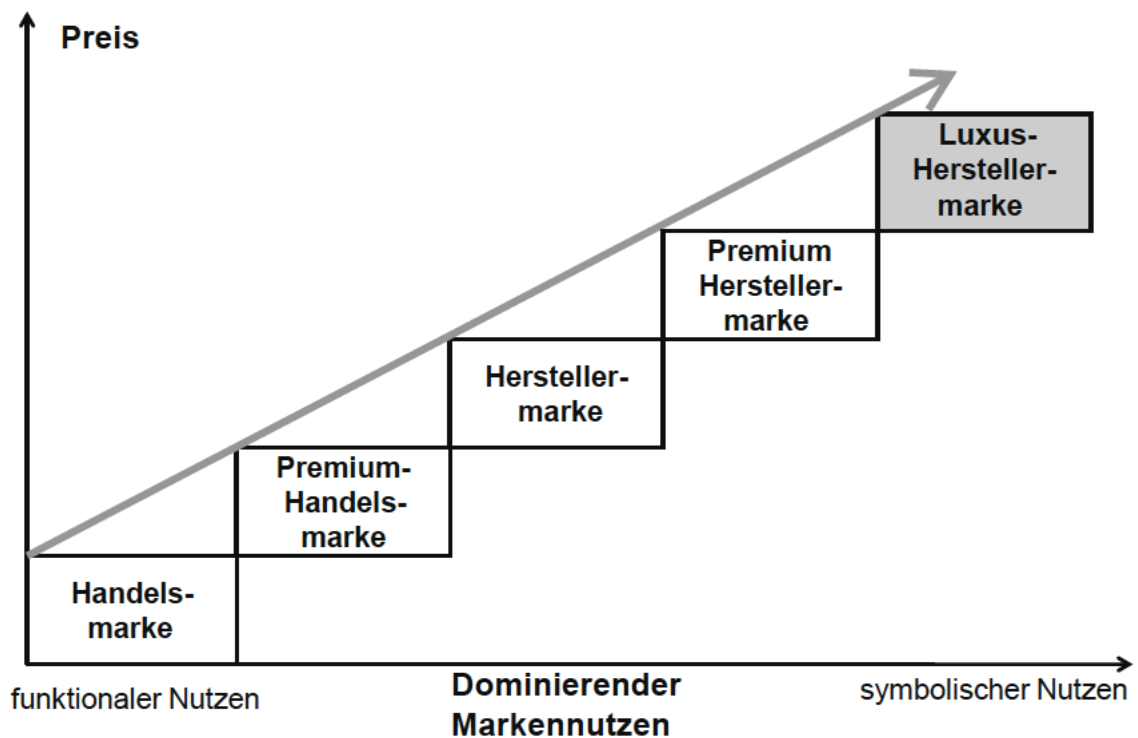 Preis
Luxus-
Hersteller-
marke
Premium
Hersteller-
marke
Hersteller-
marke
Premium-
Handels-
marke
Handels-
marke
funktionaler Nutzen
Dominierender
Markennutzen
symbolischer Nutzen